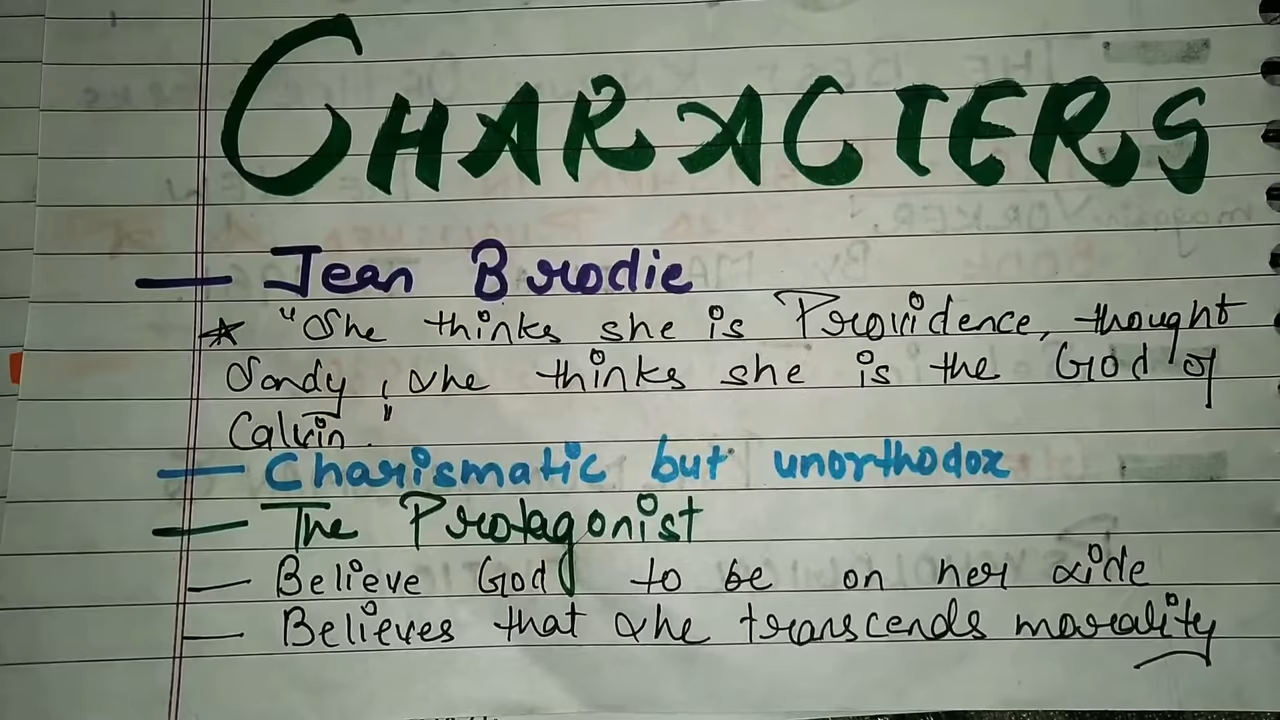 CHARACTERS
— Jean Brodie
* "She thinks she is Providence, thought
Sandy, she thinks she is the God of
Calvin."
— Charismatic but unorthodox
— The Protagonist
— Believe God to be on her side
— Believes that she transcends morality